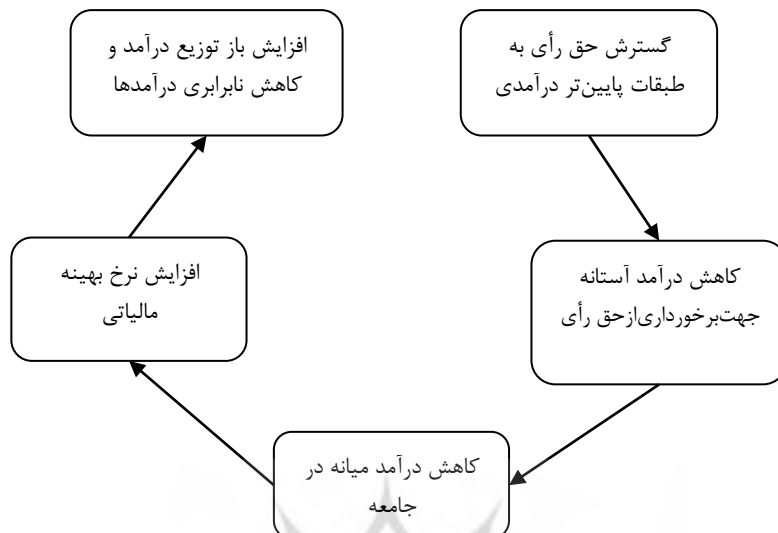 گسترش حق رأی به
طبقات پایین‌تر درآمدی
کاهش درآمد آستانه
جهت‌برخورداری‌ازحق رأی
کاهش درآمد میانه در
جامعه
افزایش نرخ بهینه
مالیاتی
افزایش باز توزیع درآمد و
کاهش نابرابری درآمدها